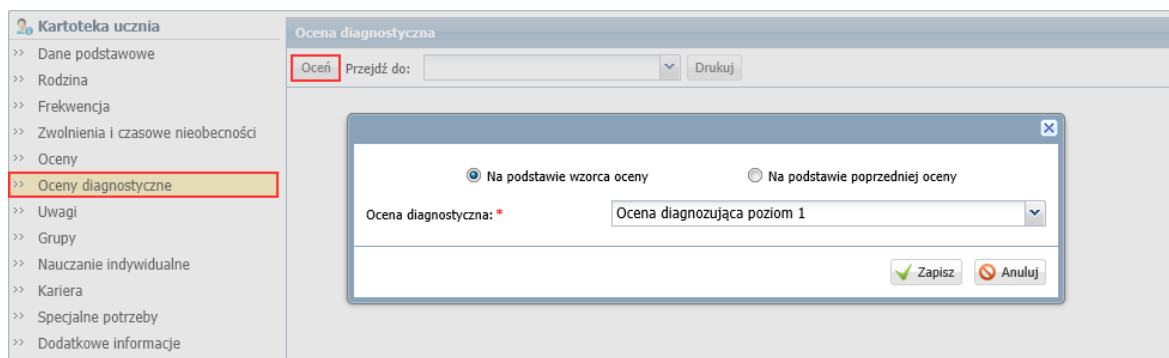 Kartoteka ucznia
>> Dane podstawowe
>> Rodzina
>> Frekwencja
>> Zwolnienia i czasowe nieobecności
>> Oceny
>> Oceny diagnostyczne
>> Uwagi
>> Grupy
>> Nauczanie indywidualne
>> Kariera
>> Specjalne potrzeby
>> Dodatkowe informacje
Ocena diagnostyczna
Oceń Przejdź do: Drukuj
Na podstawie wzorca oceny Na podstawie poprzedniej oceny
Ocena diagnostyczna: * Ocena diagnozująca poziom 1
Zapisz Anuluj